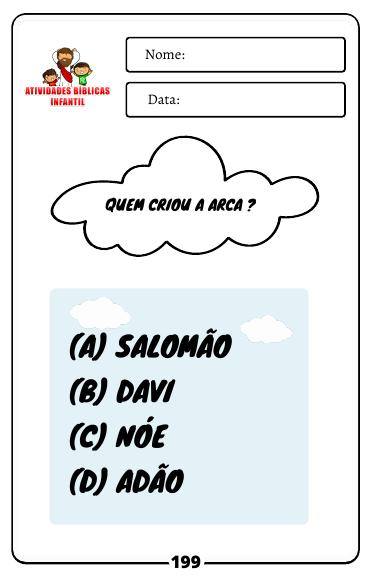 Nome:
ATIVIDADES BÍBLICAS
INFANTIL
Data:
QUEM CRIOU A ARCA ?
(A) SALOMÃO
(B) DAVI
(C) NÓE
(D) ADÃO
199